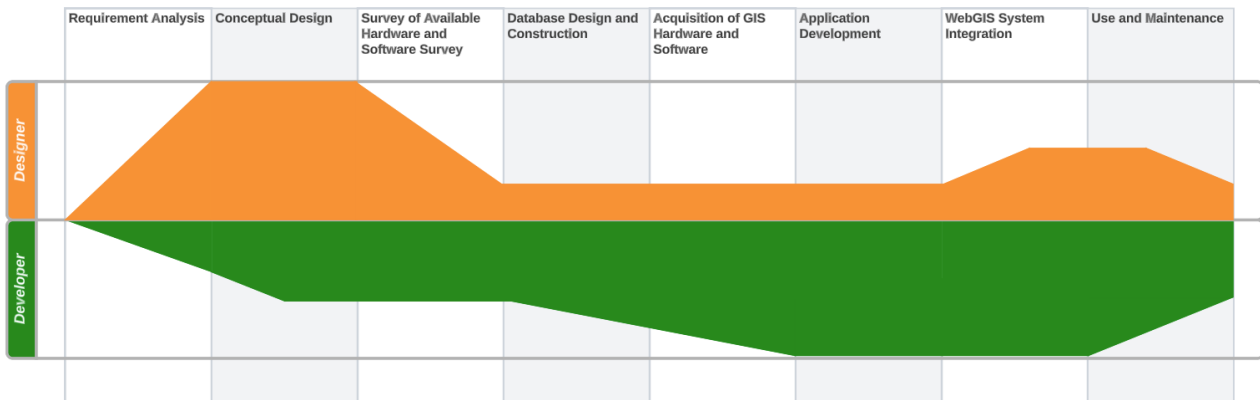 Requirement Analysis
Conceptual Design
Survey of Available
Hardware and
Software Survey
Database Design and
Construction
Acquisition of GIS
Hardware and
Software
Application
Development
WebGIS System
Integration
Use and Maintenance
Designer
Developer